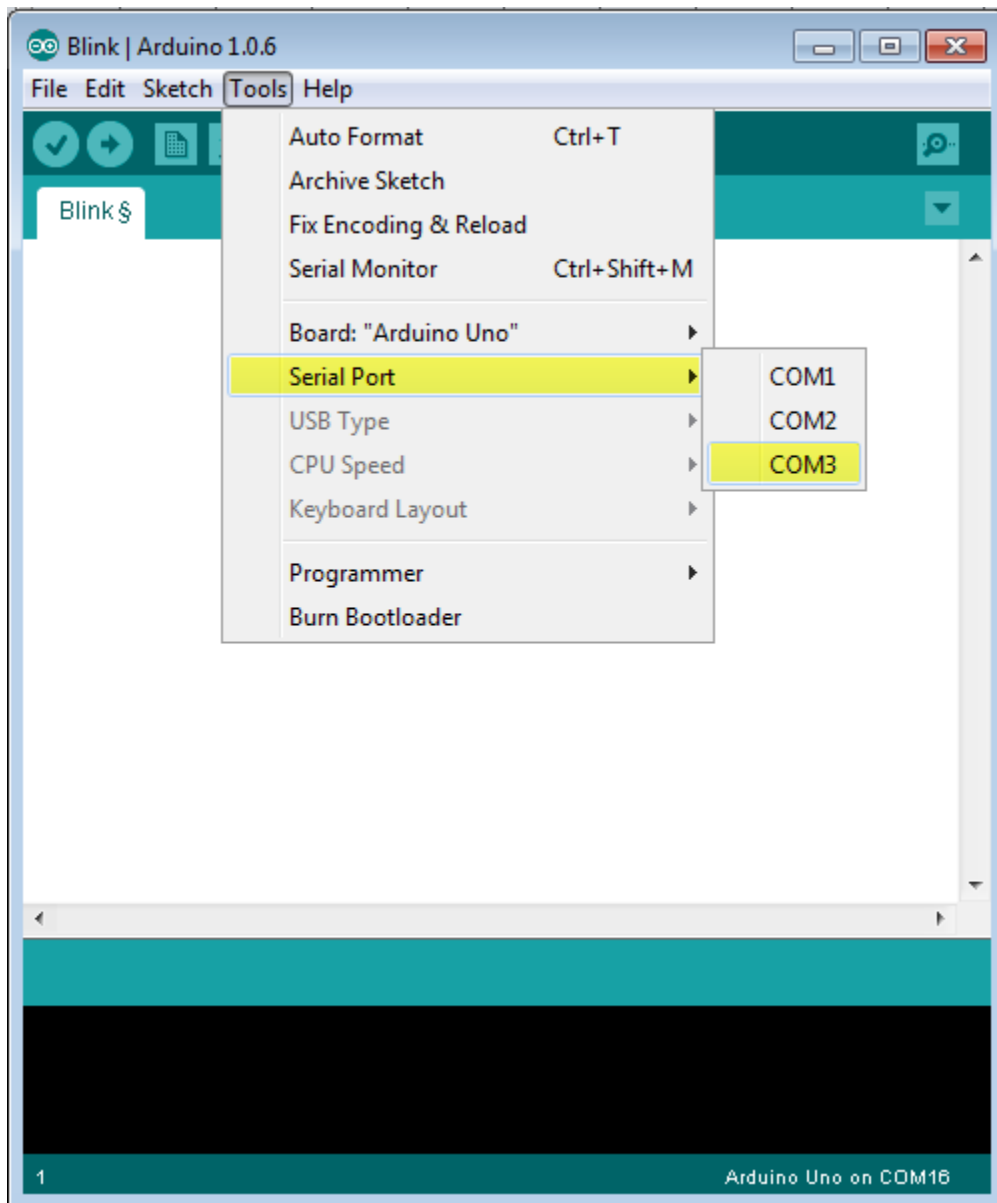 Blink | Arduino 1.0.6
File Edit Sketch Tools Help
Blink §
Auto Format Ctrl+T
Archive Sketch
Fix Encoding & Reload
Serial Monitor Ctrl+Shift+M
Board: "Arduino Uno"
Serial Port
USB Type
CPU Speed
Keyboard Layout
Programmer
Burn Bootloader
COM1
COM2
COM3
1 Arduino Uno on COM16